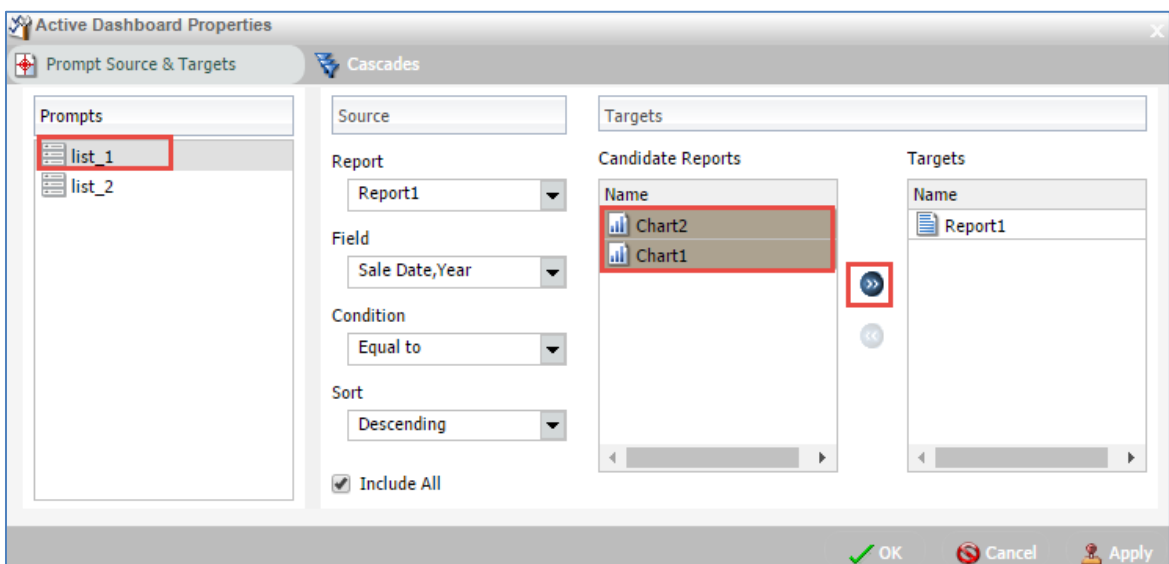 Active Dashboard Properties
Prompt Source & Targets
Cascades
Prompts
list_1
list_2
Source
Report
Report1
Field
Sale Date,Year
Condition
Equal to
Sort
Descending
Include All
Targets
Candidate Reports
Name
Chart2
Chart1
Targets
Name
Report1
OK
Cancel
Apply